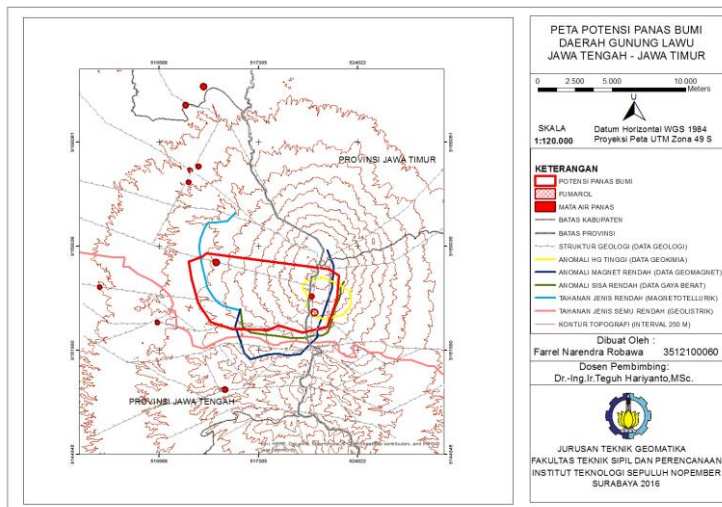 PETA POTENSI PANAS BUMI
DAERAH GUNUNG LAWU
JAWA TENGAH - JAWA TIMUR
0 2.500 5.000 10.000
Meters
U
SKALA
1:120.000
Datum Horizontal WGS 1984
Proyeksi Peta UTM Zona 49 S
KETERANGAN
POTENSI PANAS BUMI
FUMAROL
MATA AIR PANAS
BATAS KABUPATEN
BATAS PROVINSI
STRUKTUR GEOLOGI (DATA GEOLOGI)
ANOMALI HG TINGGI (DATA GEOKIMIA)
ANOMALI MAGNET RENDAH (DATA GEOMAGNET)
ANOMALI SISA RENDAH (DATA GAYA BERAT)
TAHANAN JENIS RENDAH (MAGNETOTELLURIK)
TAHANAN JENIS SEMU RENDAH (GEOLISTRIK)
KONTUR TOPOGRAFI (INTERVAL 250 M)
Dibuat Oleh :
Farrel Narendra Robawa 3512100060
Dosen Pembimbing:
Dr.-Ing.Ir.Teguh Hariyanto,MSc.
JURUSAN TEKNIK GEOMATIKA
FAKULTAS TEKNIK SIPIL DAN PERENCANAAN
INSTITUT TEKNOLOGI SEPULUH NOPEMBER
SURABAYA 2016
517305 524022
PROVINSI JAWA TIMUR
PROVINSI JAWA TENGAH
517305 524022